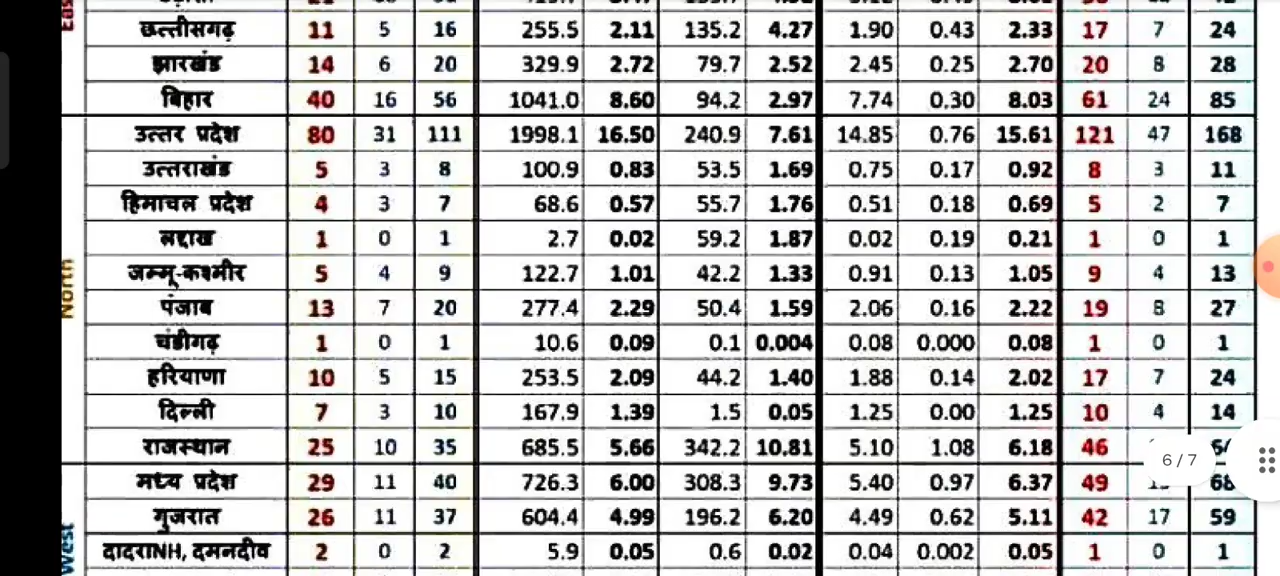 छत्तीसगढ़ 11 5 16 255.5 2.11 135.2 4.27 1.90 0.43 2.33 17 7 24
झारखंड 14 6 20 329.9 2.72 79.7 2.52 2.45 0.25 2.70 20 8 28
बिहार 40 16 56 1041.0 8.60 94.2 2.97 7.74 0.30 8.03 61 24 85
उत्तर प्रदेश 80 31 111 1998.1 16.50 240.9 7.61 14.85 0.76 15.61 121 47 168
उत्तराखंड 5 3 8 100.9 0.83 53.5 1.69 0.75 0.17 0.92 8 3 11
हिमाचल प्रदेश 4 3 7 68.6 0.57 55.7 1.76 0.51 0.18 0.69 5 2 7
लद्दाख 1 0 1 2.7 0.02 59.2 1.87 0.02 0.19 0.21 1 0 1
North
जम्मू-कश्मीर 5 4 9 122.7 1.01 42.2 1.33 0.91 0.13 1.05 9 4 13
पंजाब 13 7 20 277.4 2.29 50.4 1.59 2.06 0.16 2.22 19 8 27
चंडीगढ़ 1 0 1 10.6 0.09 0.1 0.004 0.08 0.000 0.08 1 0 1
हरियाणा 10 5 15 253.5 2.09 44.2 1.40 1.88 0.14 2.02 17 7 24
दिल्ली 7 3 10 167.9 1.39 1.5 0.05 1.25 0.00 1.25 10 4 14
राजस्थान 25 10 35 685.5 5.66 342.2 10.81 5.10 1.08 6.18 46
6/7
मध्य प्रदेश 29 11 40 726.3 6.00 308.3 9.73 5.40 0.97 6.37 49 68
गुजरात 26 11 37 604.4 4.99 196.2 6.20 4.49 0.62 5.11 42 17 59
West
दादराNH, दमनदीव 2 0 2 5.9 0.05 0.6 0.02 0.04 0.002 0.05 1 0 1